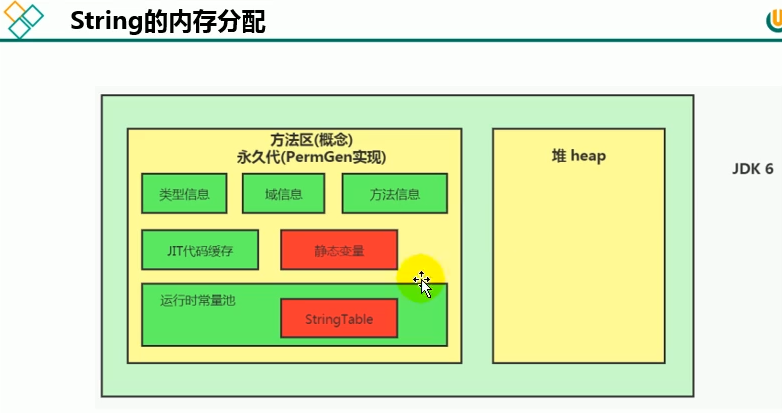 String的内存分配
方法区(概念)
永久代(PermGen实现)
堆 heap
JDK 6
类型信息
域信息
方法信息
JIT代码缓存
静态变量
运行时常量池
StringTable